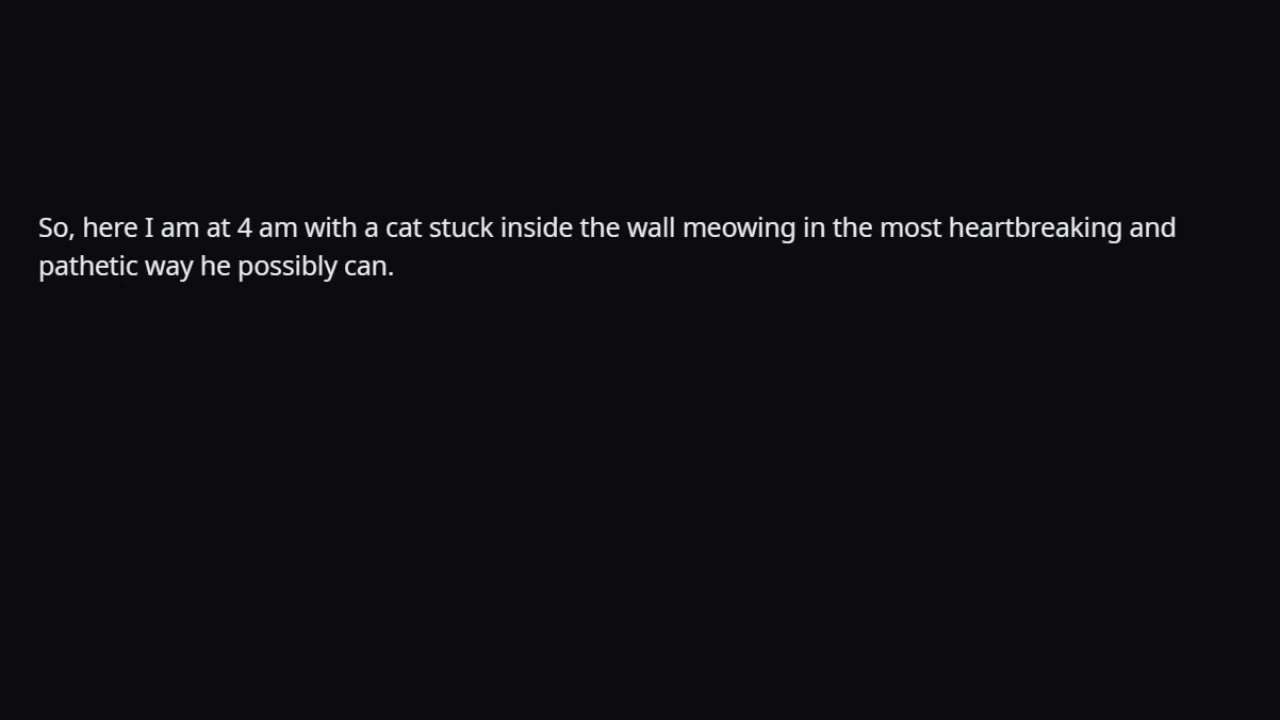 So, here I am at 4 am with a cat stuck inside the wall meowing in the most heartbreaking and
pathetic way he possibly can.